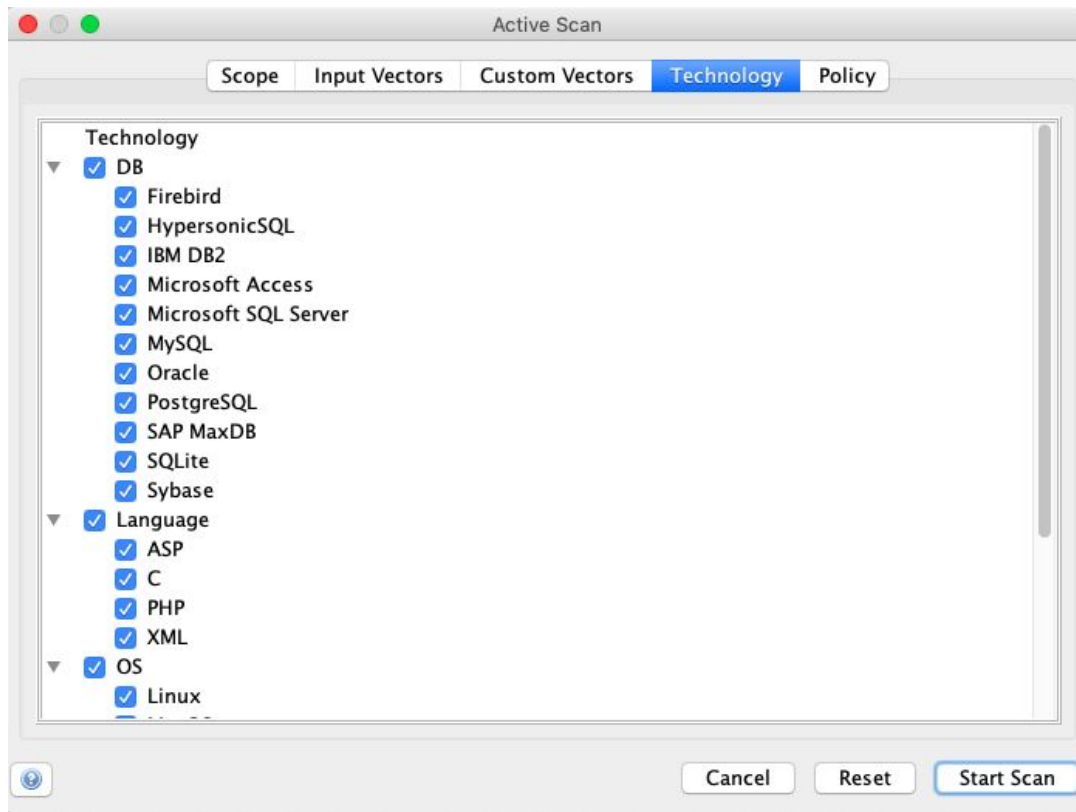 Active Scan
Scope Input Vectors Custom Vectors Technology Policy
Technology
DB
Firebird
HypersonicSQL
IBM DB2
Microsoft Access
Microsoft SQL Server
MySQL
Oracle
PostgreSQL
SAP MaxDB
SQLite
Sybase
Language
ASP
C
PHP
XML
OS
Linux
? Cancel Reset Start Scan